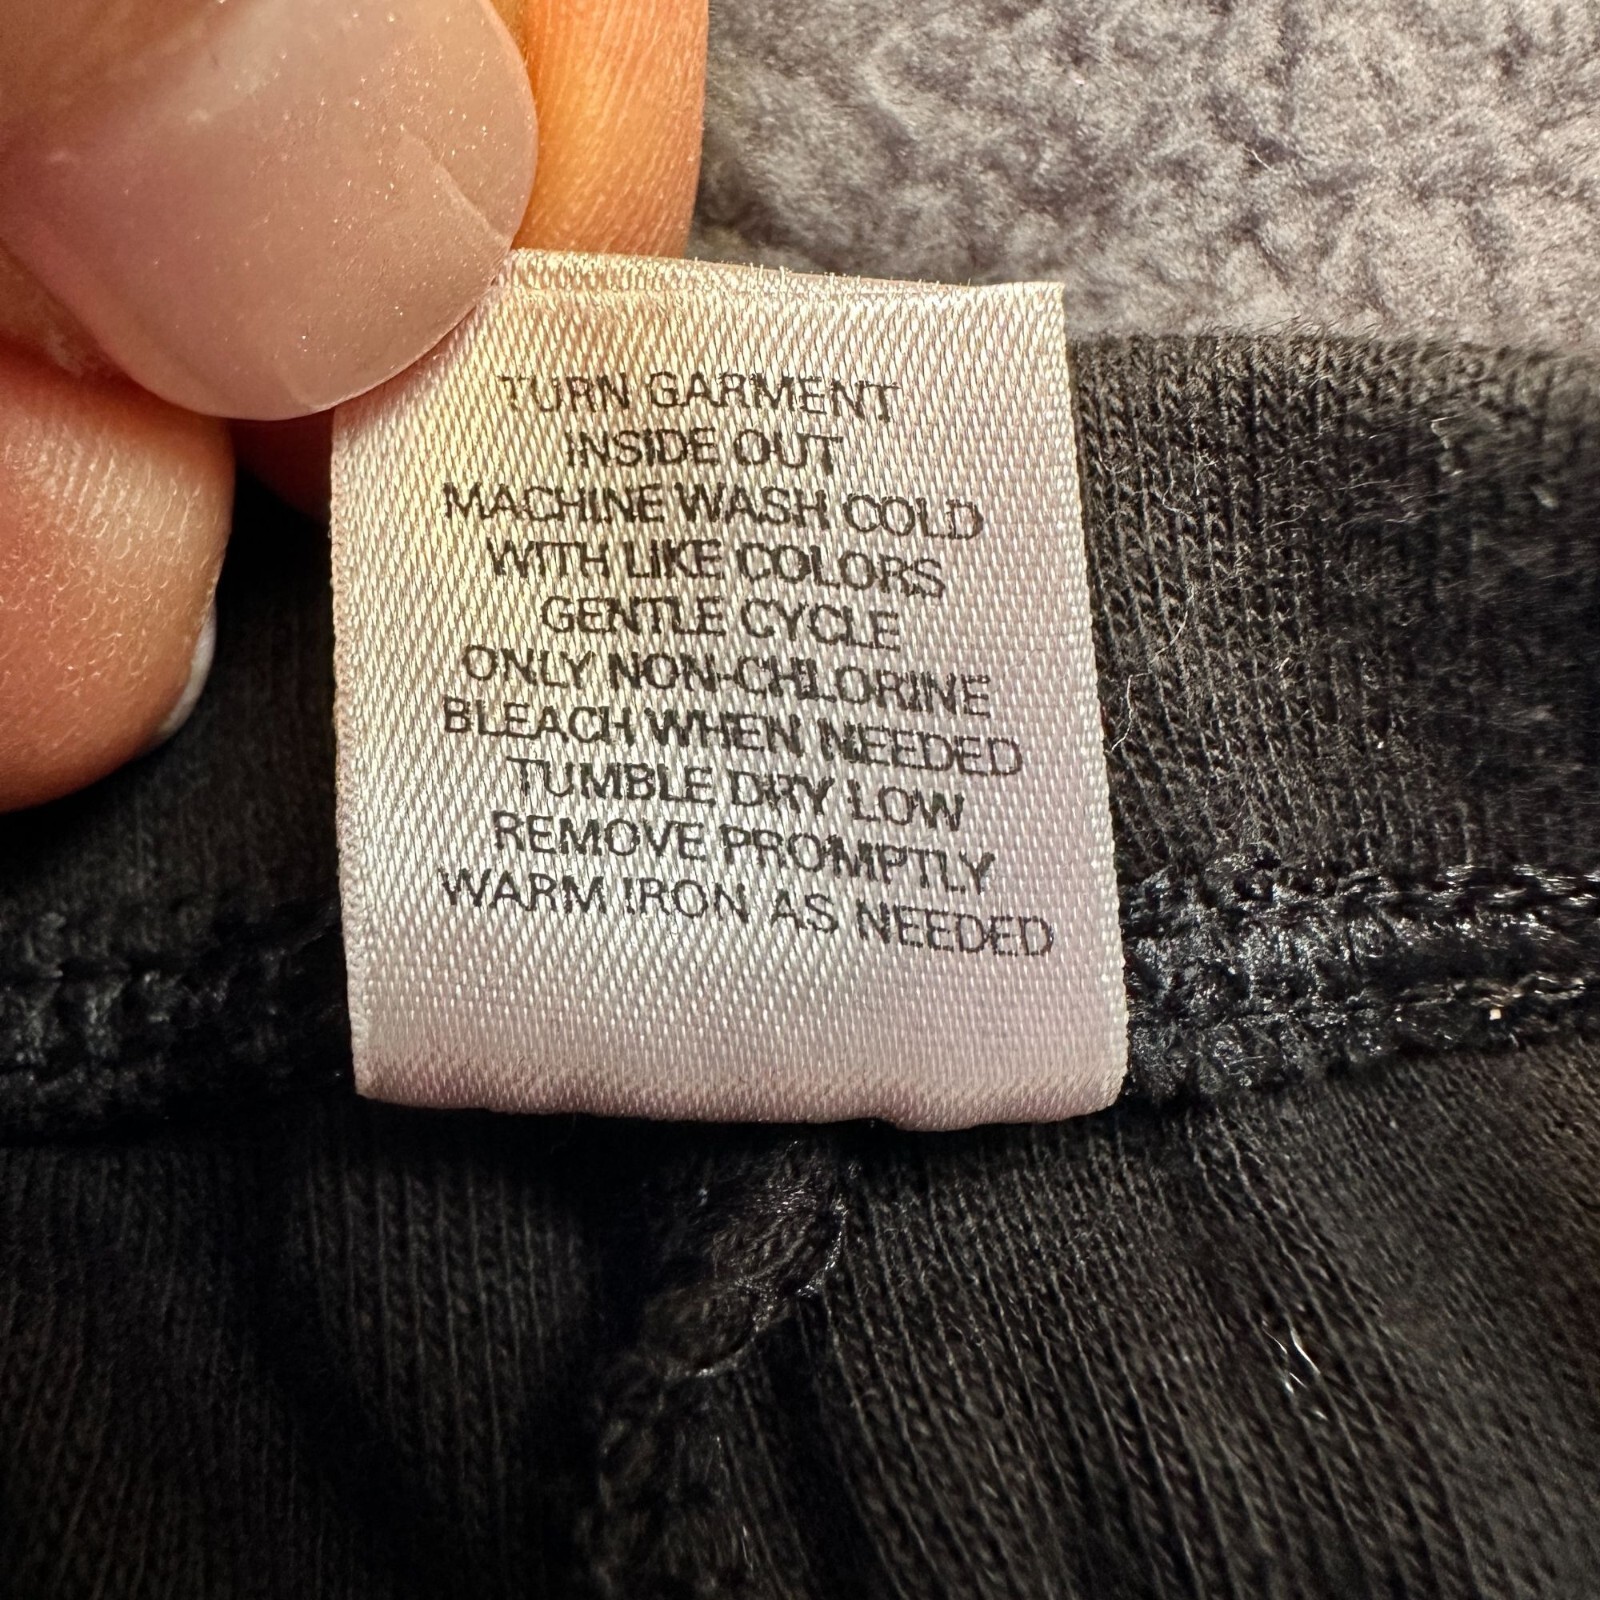 TURN GARMENT
INSIDE OUT
MACHINE WASH COLD
WITH LIKE COLORS
GENTLE CYCLE
ONLY NON-CHLORINE
BLEACH WHEN NEEDED
TUMBLE DRY LOW
REMOVE PROMPTLY
WARM IRON AS NEEDED